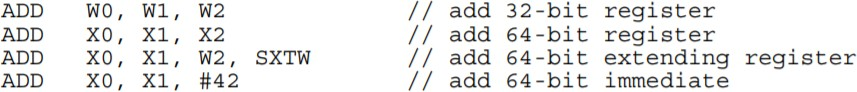 ADD W0, W1, W2 // add 32-bit register
ADD X0, X1, X2 // add 64-bit register
ADD X0, X1, W2, SXTW // add 64-bit extending register
ADD X0, X1, #42 // add 64-bit immediate